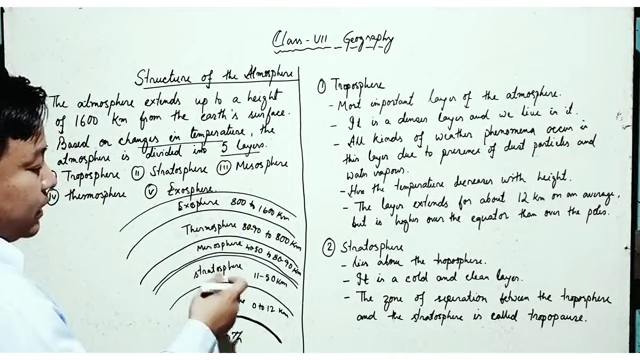 Class-VII Geography
Structure of the Atmosphere
The atmosphere extends up to a height
of 1600 Km from the earth's surface.
Based on changes in temperature, the
atmosphere is divided into 5 layers.
(i) Troposphere (ii) Stratosphere (iii) Mesosphere
(iv) Thermosphere (v) Exosphere
Exosphere 800 to 1600 Km
Thermosphere 80-90 to 800 Km
Mesosphere 40-50 to 80-90 Km
Stratosphere 11-50 Km
0 to 12 Km
① Troposphere
- Most important layer of the atmosphere.
- It is a denser layer and we live in it.
- All kinds of weather phenomena occurs in
this layer due to presence of dust particles and
water vapour.
- Here the temperature decreases with height.
- The layer extends for about 12 km on an average,
but is higher over the equator than over the poles.
② Stratosphere
- Lies above the troposphere.
- It is a cold and clean layer.
- The zone of separation between the troposphere
and the stratosphere is called tropopause.